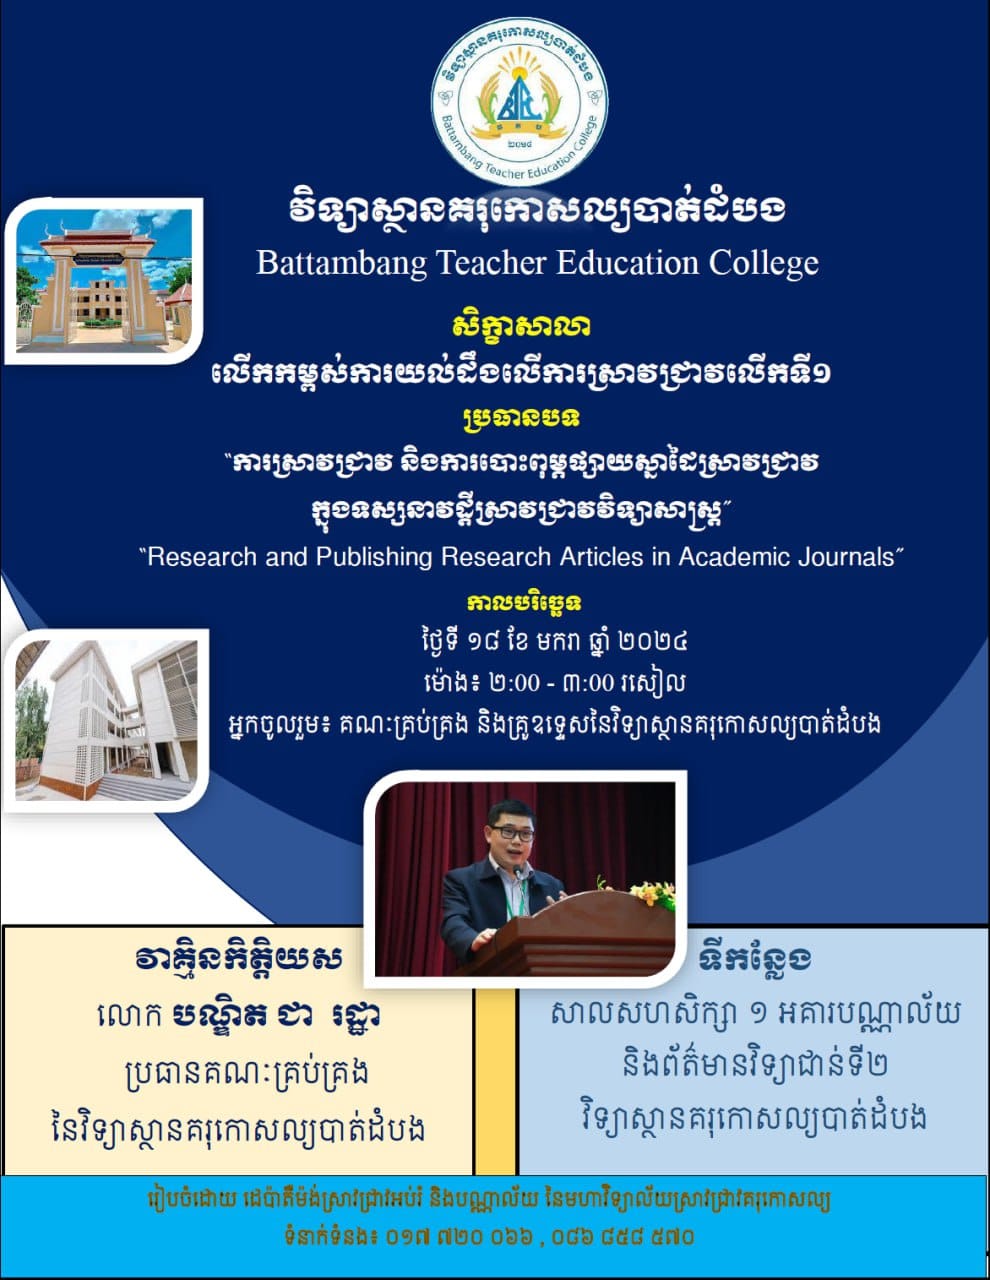 វិទ្យាស្ថានគរុកោសល្យបាត់ដំបង
Battambang Teacher Education College
២០១៨
វិទ្យាស្ថានគរុកោសល្យបាត់ដំបង
Battambang Teacher Education College
សិក្ខាសាលា
លើកកម្ពស់ការយល់ដឹងលើការស្រាវជ្រាវលើកទី១
ប្រធានបទ
“ការស្រាវជ្រាវ និងការបោះពុម្ពផ្សាយស្នាដៃស្រាវជ្រាវ
ក្នុងទស្សនាវដ្តីស្រាវជ្រាវវិទ្យាសាស្ត្រ”
“Research and Publishing Research Articles in Academic Journals”
កាលបរិច្ឆេទ
ថ្ងៃទី ១៨ ខែ មករា ឆ្នាំ ២០២៤
ម៉ោង៖ ២:00 - ៣:00 រសៀល
អ្នកចូលរួម៖ គណៈគ្រប់គ្រង និងគ្រូឧទ្ទេសនៃវិទ្យាស្ថានគរុកោសល្យបាត់ដំបង
វាគ្មិនកិត្តិយស
លោក បណ្ឌិត ជា រដ្ឋា
ប្រធានគណៈគ្រប់គ្រង
នៃវិទ្យាស្ថានគរុកោសល្យបាត់ដំបង
ទីកន្លែង
សាលសហសិក្សា ១ អគារបណ្ណាល័យ
និងព័ត៌មានវិទ្យាជាន់ទី២
វិទ្យាស្ថានគរុកោសល្យបាត់ដំបង
រៀបចំដោយ ដេប៉ាតឺម៉ង់ស្រាវជ្រាវអប់រំ និងបណ្ណាល័យ នៃមហាវិទ្យាល័យស្រាវជ្រាវគរុកោសល្យ
ទំនាក់ទំនង៖ ០១៧ ៧២០ ០៦៦ , ០៨៦ ៨៥៨ ៥៧០